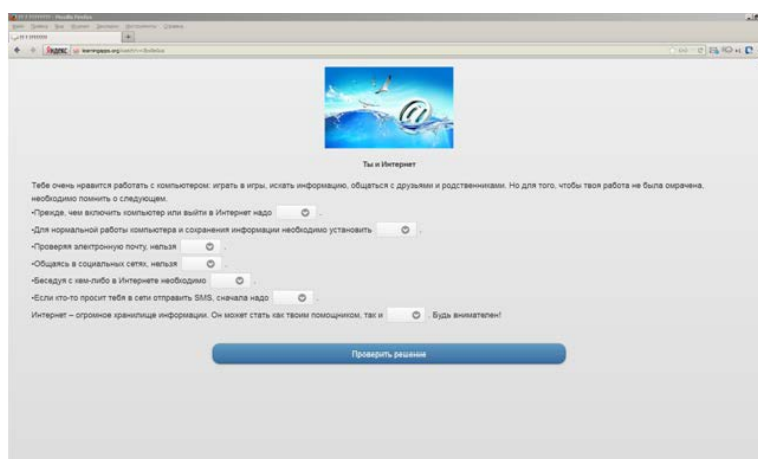 Яндекс
learningapps.org
Ты и Интернет
Тебе очень нравится работать с компьютером: играть в игры, искать информацию, общаться с друзьями и родственниками. Но для того, чтобы твоя работа не была омрачена,
необходимо помнить о следующем.
•Прежде, чем включить компьютер или выйти в Интернет надо .
•Для нормальной работы компьютера и сохранения информации необходимо установить .
•Проверяя электронную почту, нельзя .
•Общаясь в социальных сетях, нельзя .
•Беседуя с кем-либо в Интернете необходимо .
•Если кто-то просит тебя в сети отправить SMS, сначала надо .
Интернет – огромное хранилище информации. Он может стать как твоим помощником, так и . Будь внимателен!
Проверить решение